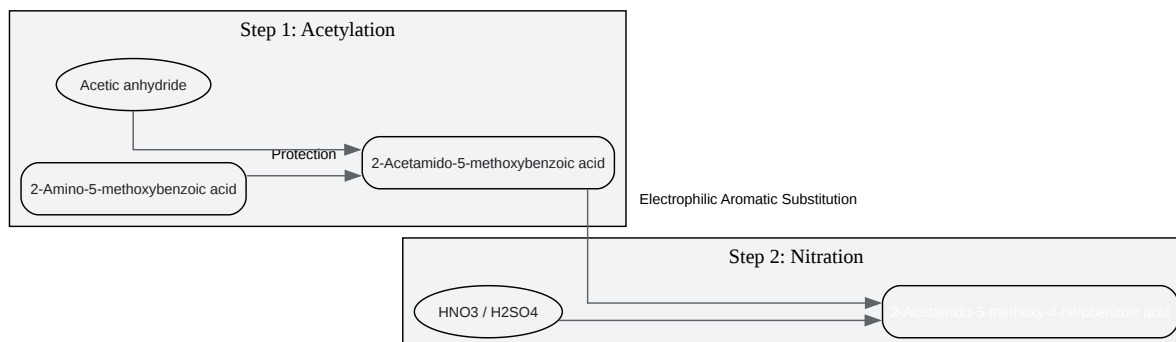 Step 1: Acetylation
Acetic anhydride
Protection
2-Acetamido-5-methoxybenzoic acid
2-Amino-5-methoxybenzoic acid
Electrophilic Aromatic Substitution
Step 2: Nitration
HNO3 / H2SO4
2-Acetamido-5-methoxy-4-nitrobenzoic acid